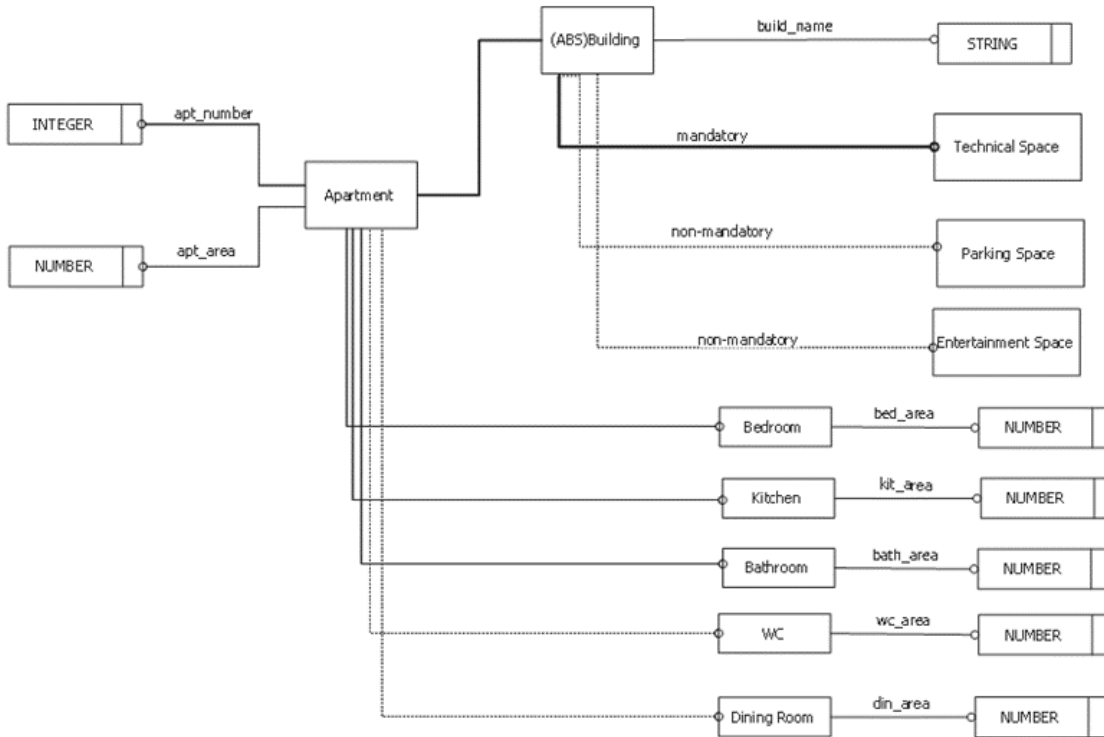 build_name
(ABS)Building
STRING
apt_number
INTEGER
mandatory
Technical Space
Apartment
non-mandatory
apt_area
Parking Space
NUMBER
non-mandatory
Entertainment Space
bed_area
Bedroom
NUMBER
kit_area
Kitchen
NUMBER
bath_area
Bathroom
NUMBER
wc_area
WC
NUMBER
din_area
Dining Room
NUMBER